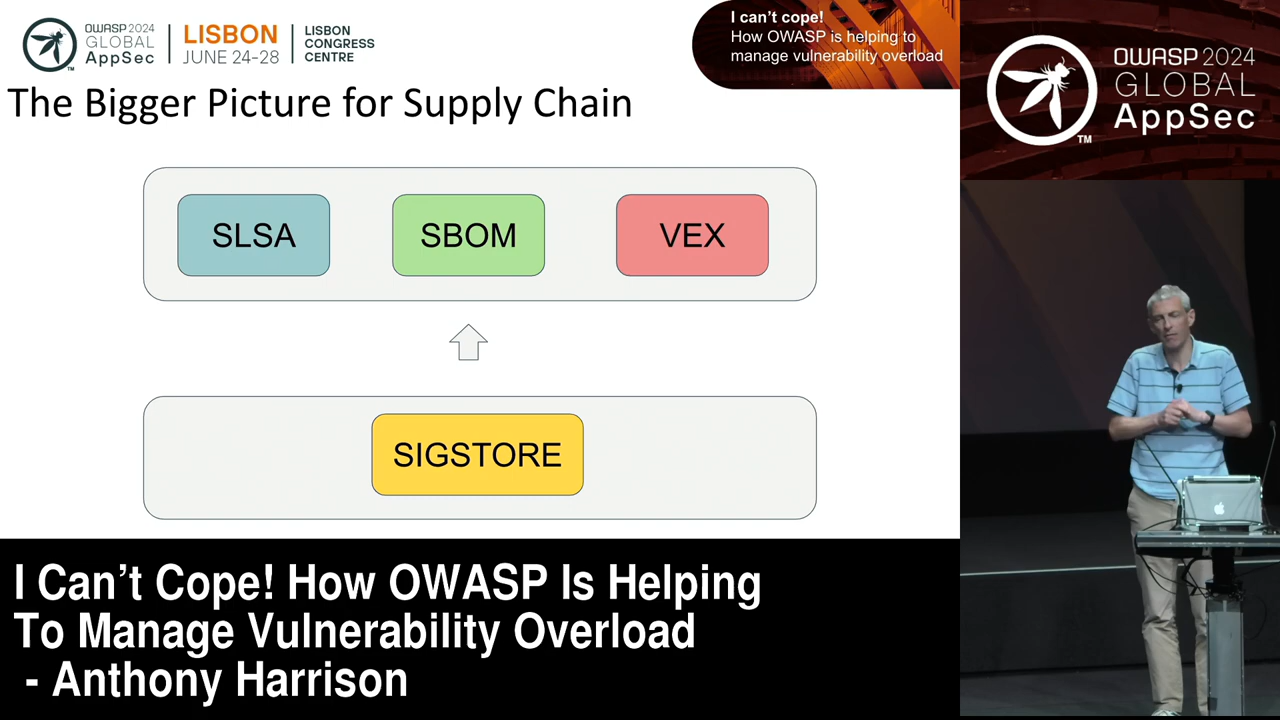 OWASP 2024
GLOBAL
AppSec
TM
LISBON
JUNE 24-28
LISBON
CONGRESS
CENTRE
I can't cope!
How OWASP is helping to
manage vulnerability overload
The Bigger Picture for Supply Chain
SLSA
SBOM
VEX
SIGSTORE
I Can't Cope! How OWASP Is Helping
To Manage Vulnerability Overload
- Anthony Harrison
OWASP 2024
GLOBAL
AppSec
TM